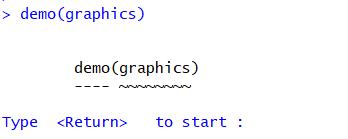 > demo(graphics)
demo(graphics)
---- ~~~~~~~~
Type  <Return>   to start :